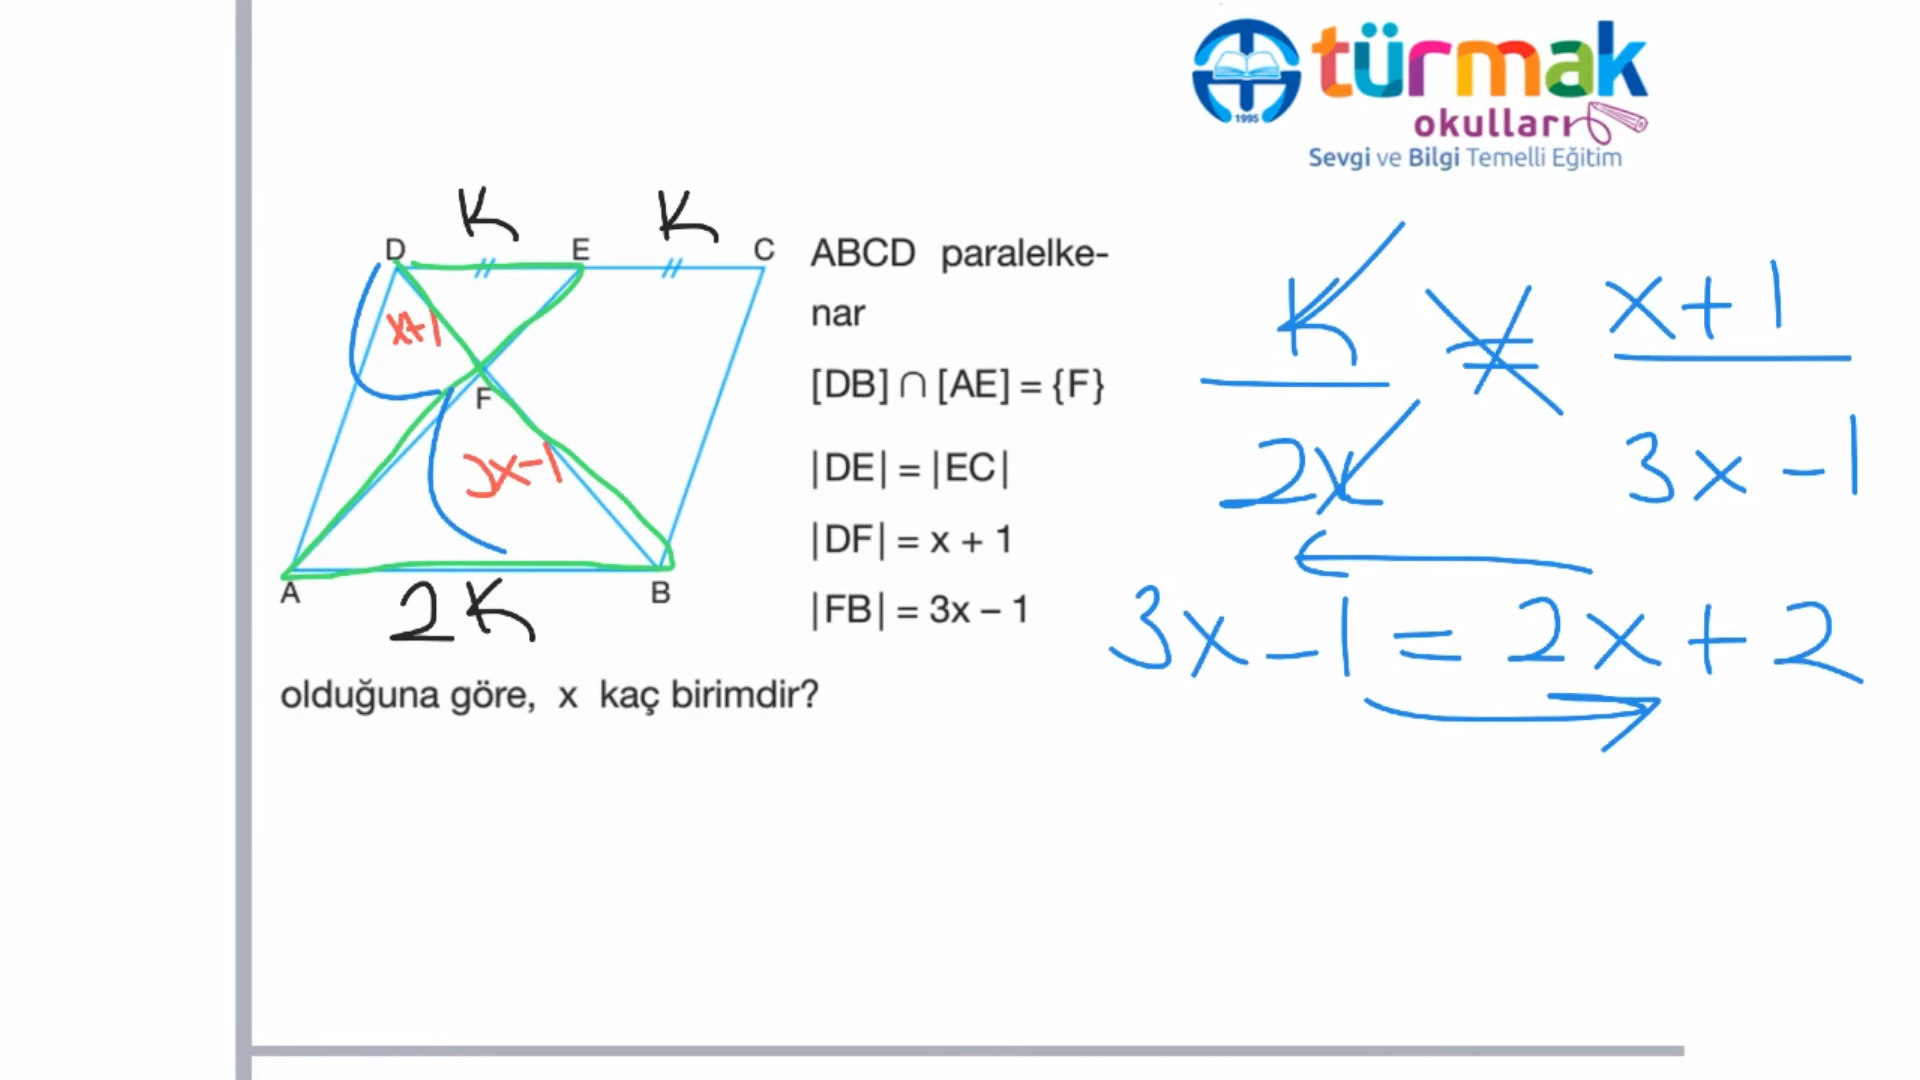 türmak
1995
okulları
Sevgi ve Bilgi Temelli Eğitim
K K
D E C
x+1
F
3x-1
A B
2K
ABCD paralelke-
nar
[DB] ∩ [AE] = {F}
|DE| = |EC|
|DF| = x + 1
|FB| = 3x – 1
olduğuna göre, x kaç birimdir?
K = x+1
2K 3x-1
3x-1 = 2x+2